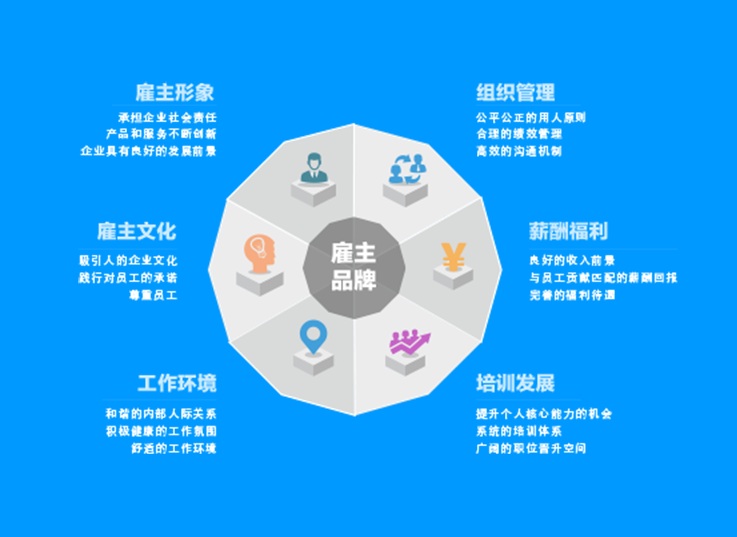 雇主形象
承担企业社会责任
产品和服务不断创新
企业具有良好的发展前景
组织管理
公平公正的用人原则
合理的绩效管理
高效的沟通机制
雇主文化
吸引人的企业文化
践行对员工的承诺
尊重员工
雇主
品牌
薪酬福利
良好的收入前景
与员工贡献匹配的薪酬回报
完善的福利待遇
工作环境
和谐的内部人际关系
积极健康的工作氛围
舒适的工作环境
培训发展
提升个人核心能力的机会
系统的培训体系
广阔的职位晋升空间